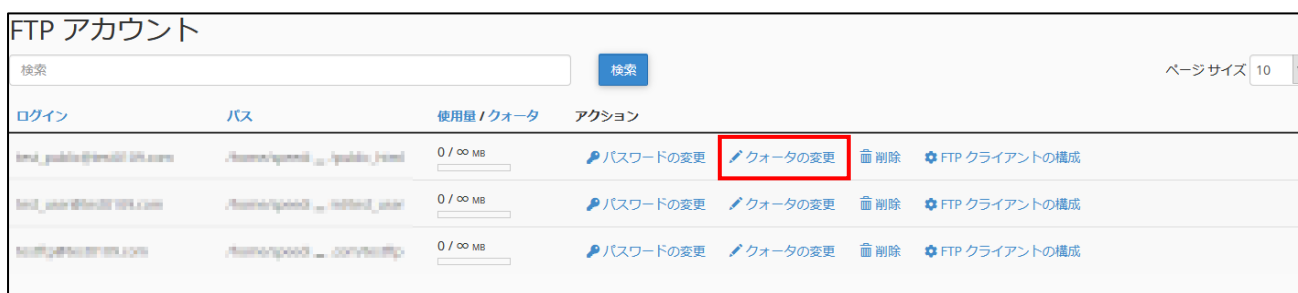 FTP アカウント
検索 検索 ページ サイズ 10
ログイン パス 使用量 / クォータ アクション
0 / ∞ MB パスワードの変更 クォータの変更 削除 FTP クライアントの構成
0 / ∞ MB パスワードの変更 クォータの変更 削除 FTP クライアントの構成
0 / ∞ MB パスワードの変更 クォータの変更 削除 FTP クライアントの構成